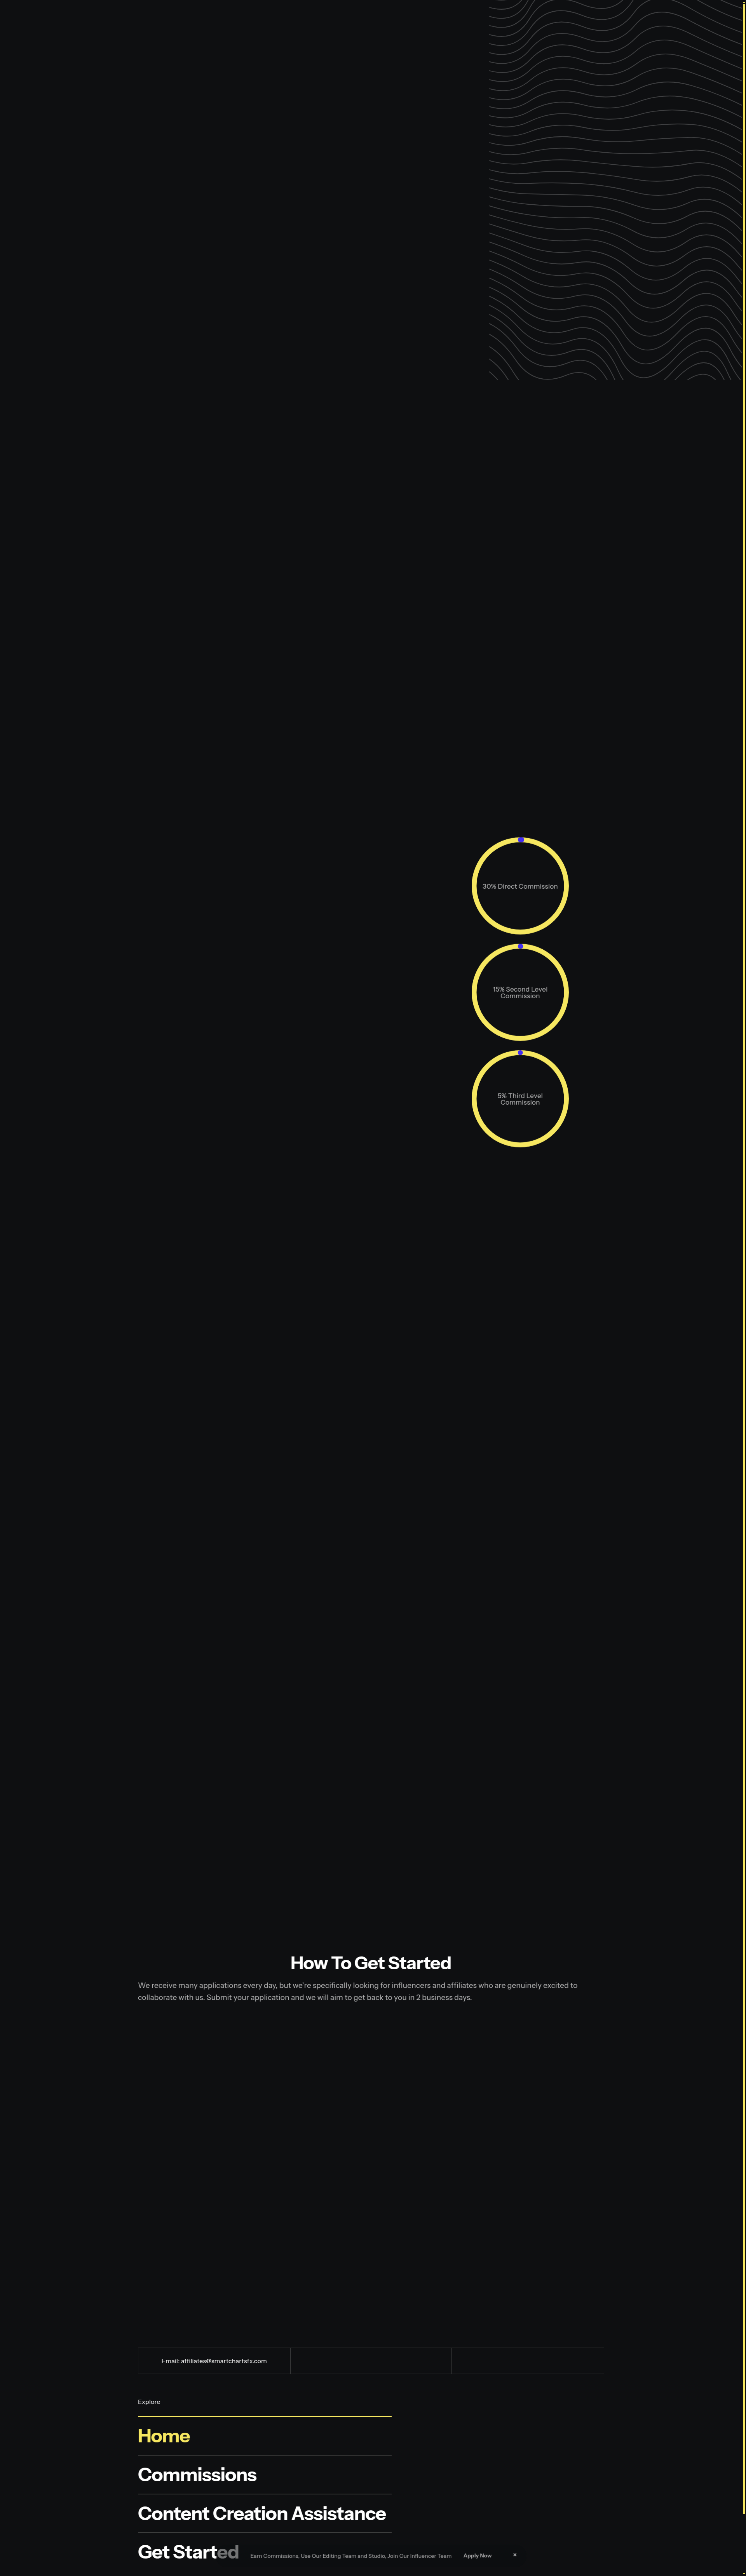 30% Direct Commission
15% Second Level
Commission
5% Third Level
Commission
How To Get Started
We receive many applications every day, but we're specifically looking for influencers and affiliates who are genuinely excited to
collaborate with us. Submit your application and we will aim to get back to you in 2 business days.
Email: affiliates@smartchartsfx.com
Explore
Home
Commissions
Content Creation Assistance
Get Started
Earn Commissions, Use Our Editing Team and Studio, Join Our Influencer Team
Apply Now
×